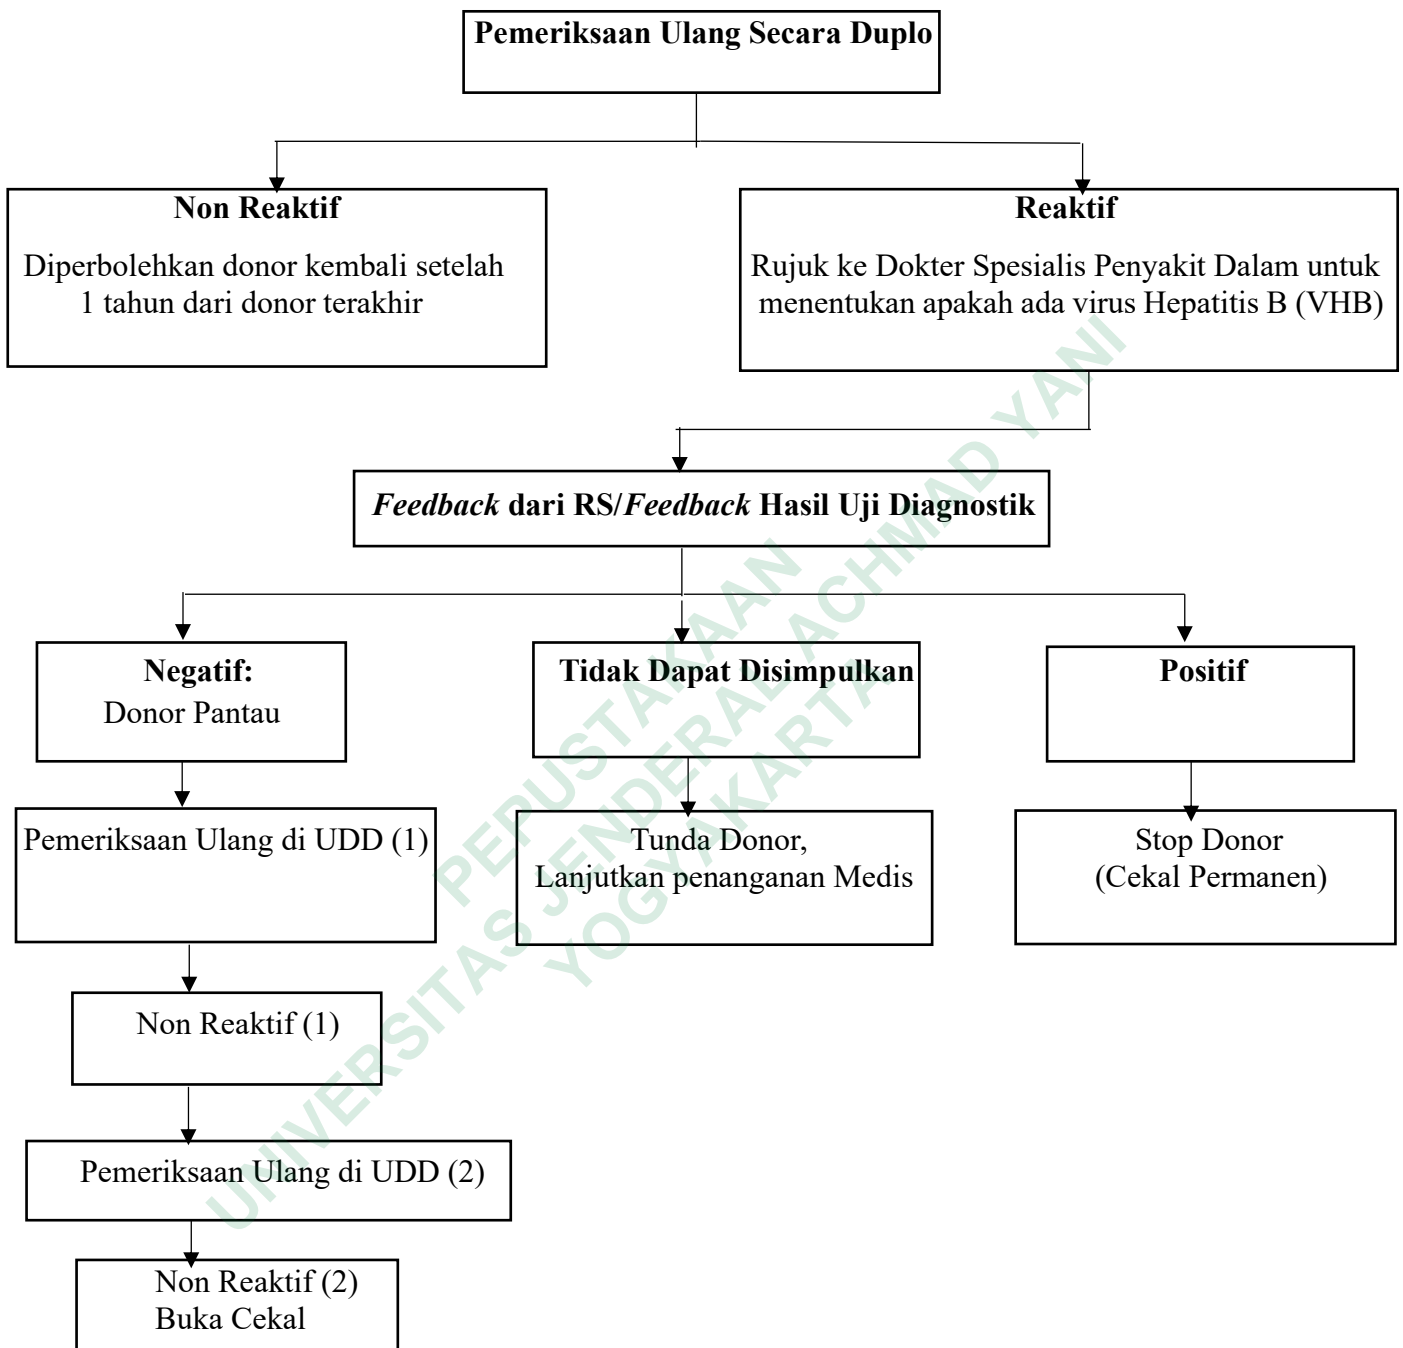 Pemeriksaan Ulang Secara Duplo
Non Reaktif
Diperbolehkan donor kembali setelah
1 tahun dari donor terakhir
Reaktif
Rujuk ke Dokter Spesialis Penyakit Dalam untuk
menentukan apakah ada virus Hepatitis B (VHB)
Feedback dari RS/Feedback Hasil Uji Diagnostik
Negatif:
Donor Pantau
Tidak Dapat Disimpulkan
Positif
Pemeriksaan Ulang di UDD (1)
Tunda Donor,
Lanjutkan penanganan Medis
Stop Donor
(Cekal Permanen)
Non Reaktif (1)
Pemeriksaan Ulang di UDD (2)
Non Reaktif (2)
Buka Cekal
PEPUSTAKAAN
UNIVERSITAS JENDERAL ACHMAD YANI
YOGYAKARTA